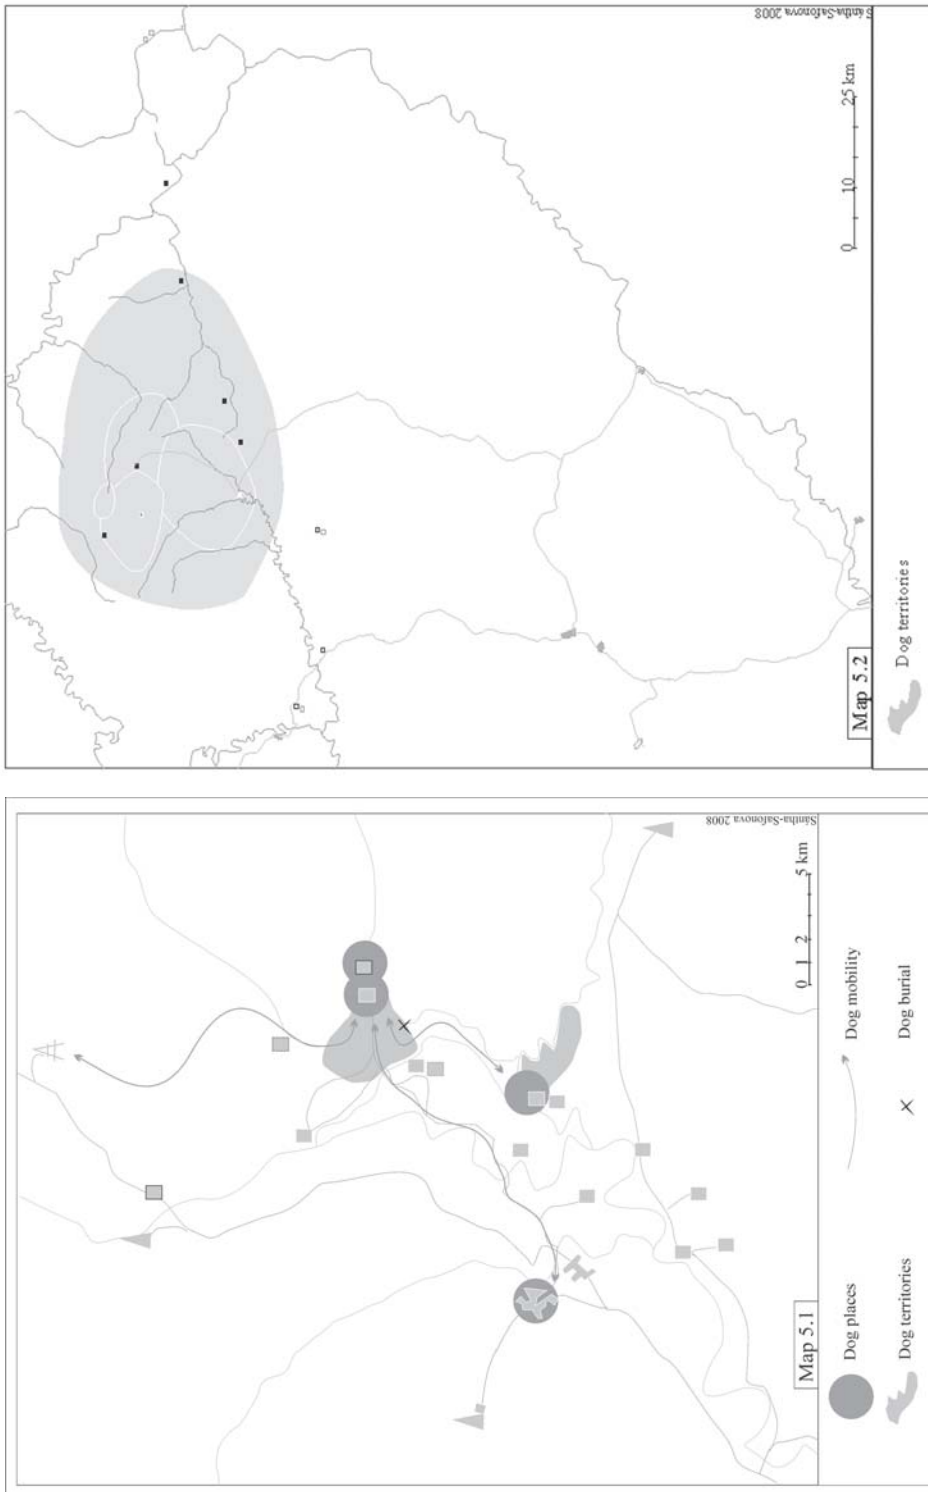 Map 5.1
Sántha-Safonova 2008
0 1 2 5 km
Dog places
Dog mobility
Dog territories
Dog burial
Map 5.2
Sántha-Safonova 2008
0 10 25 km
Dog territories